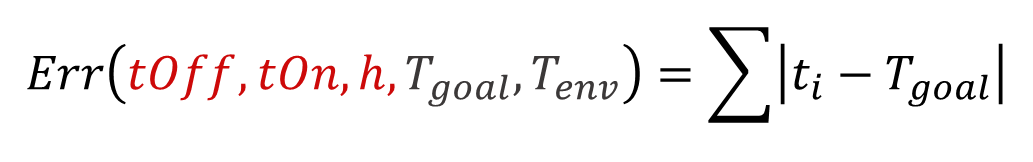 Err(tOff, tOn, h, T_goal, T_env) = ∑|t_i − T_goal|